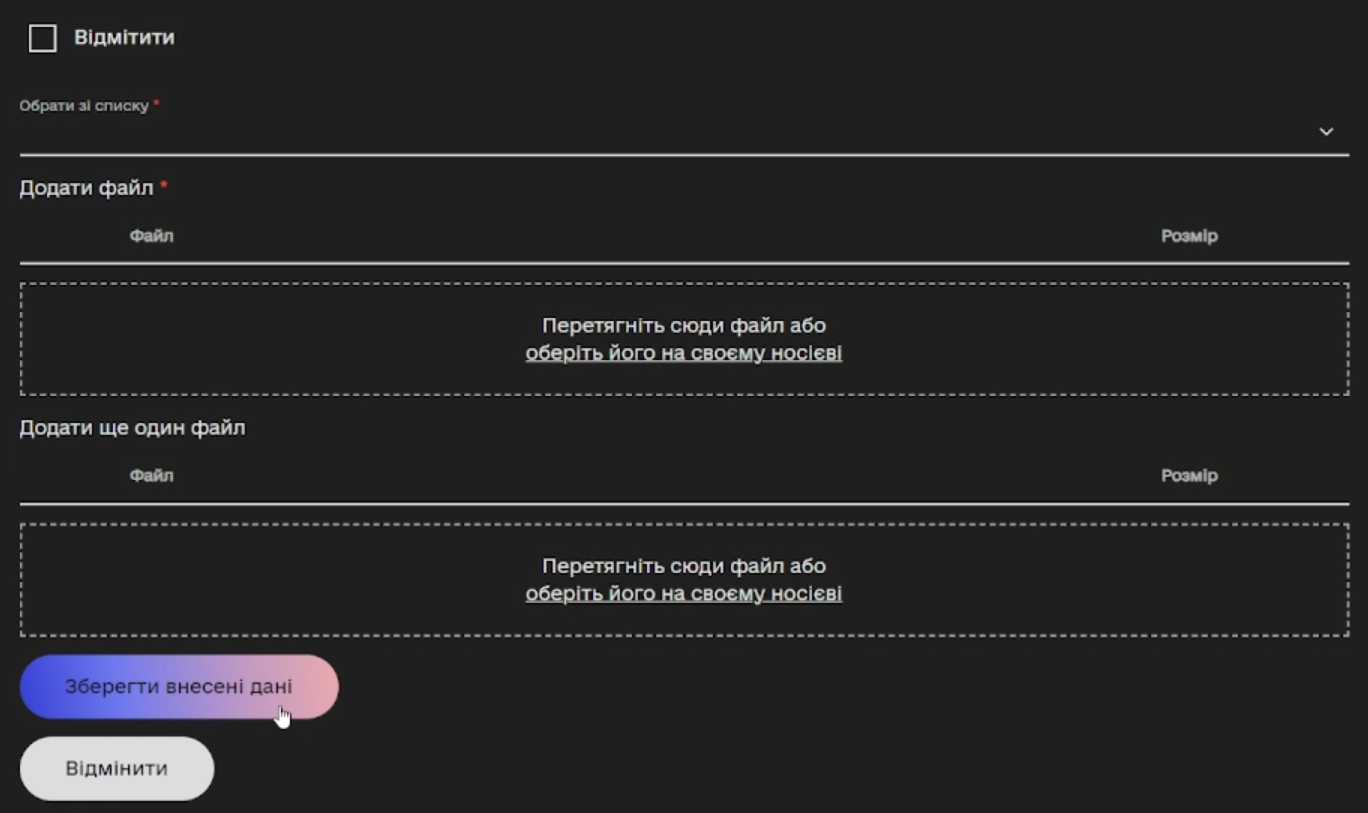 Відмітити
Обрати зі списку *
Додати файл *
Файл Розмір
Перетягніть сюди файл або
оберіть його на своєму носієві
Додати ще один файл
Файл Розмір
Перетягніть сюди файл або
оберіть його на своєму носієві
Зберегти внесені дані
Відмінити